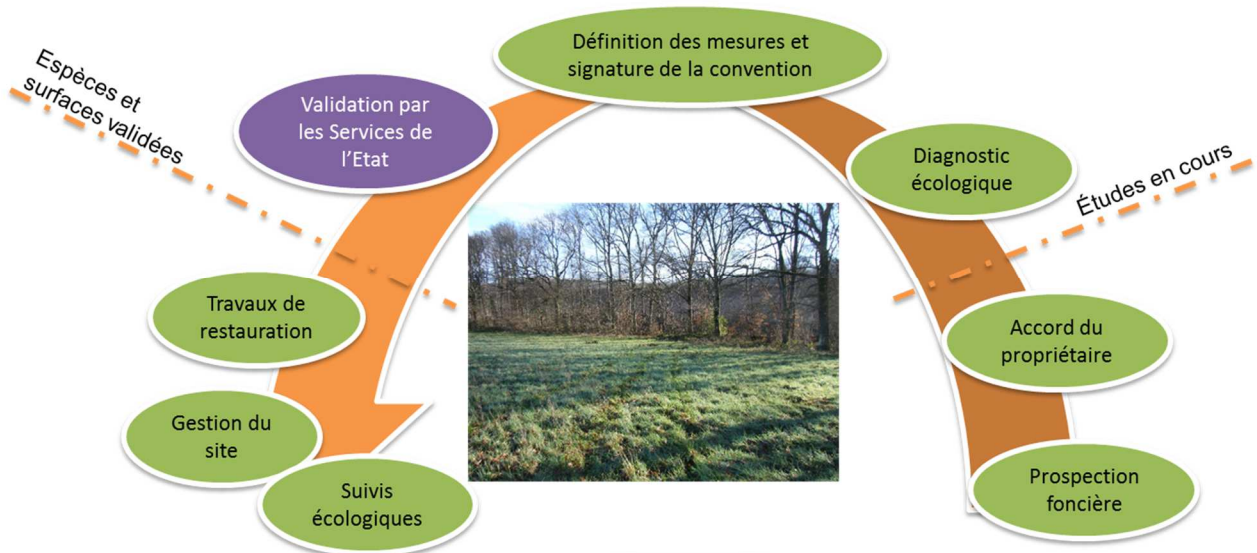 Définition des mesures et
signature de la convention
Espèces et
surfaces validées
Validation par
les Services de
l'Etat
Diagnostic
écologique
Études en cours
Travaux de
restauration
Accord du
propriétaire
Gestion du
site
Suivis
écologiques
Prospection
foncière